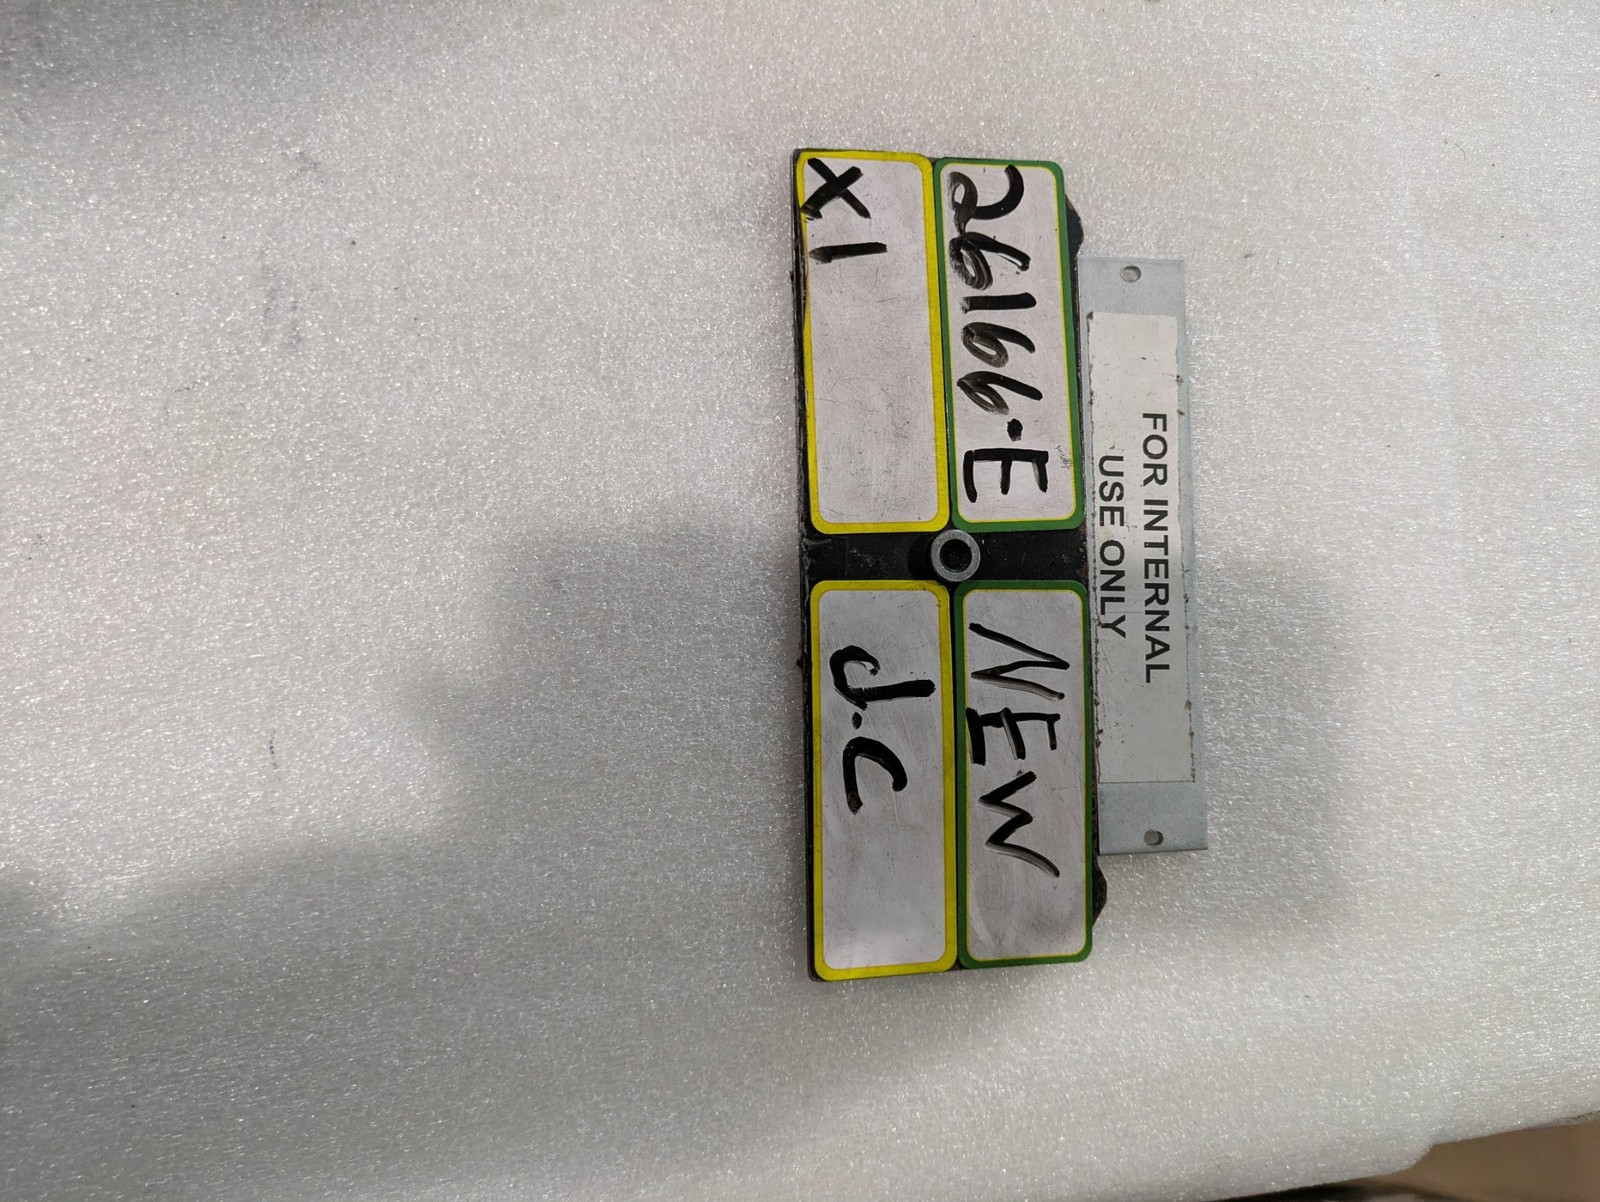 FOR INTERNAL
USE ONLY
26166-E NEW
X1 J.C